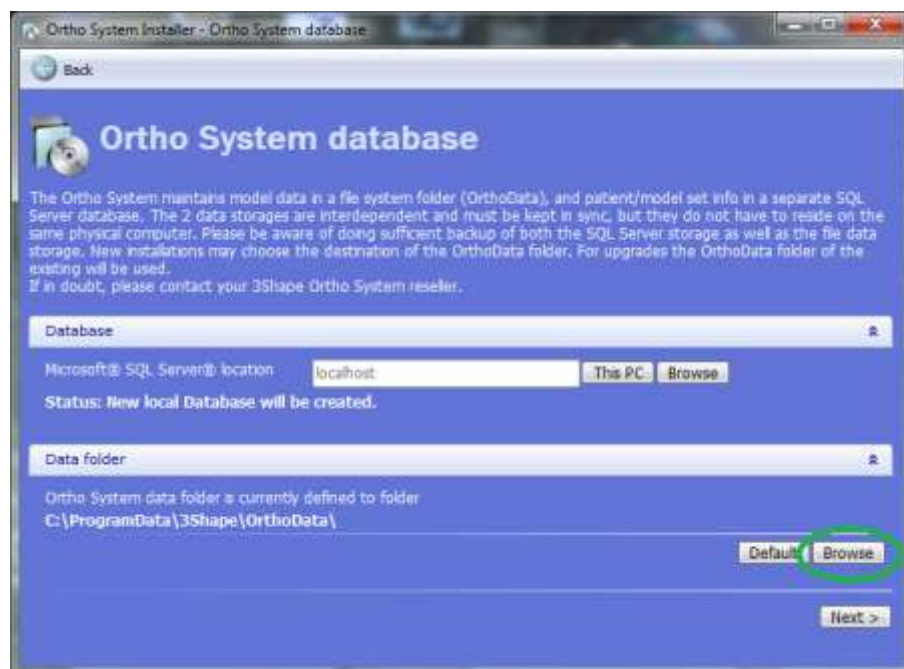 Ortho System Installer - Ortho System database
Back
Ortho System database
The Ortho System maintains model data in a file system folder (OrthoData), and patient/model set info in a separate SQL
Server database. The 2 data storages are interdependent and must be kept in sync, but they do not have to reside on the
same physical computer. Please be aware of doing sufficient backup of both the SQL Server storage as well as the file data
storage. New installations may choose the destination of the OrthoData folder. For upgrades the OrthoData folder of the
existing will be used.
If in doubt, please contact your 3Shape Ortho System reseller.
Database
Microsoft® SQL Server® location localhost This PC Browse
Status: New local Database will be created.
Data folder
Ortho System data folder is currently defined to folder
C:\ProgramData\3Shape\OrthoData\
Default Browse
Next >